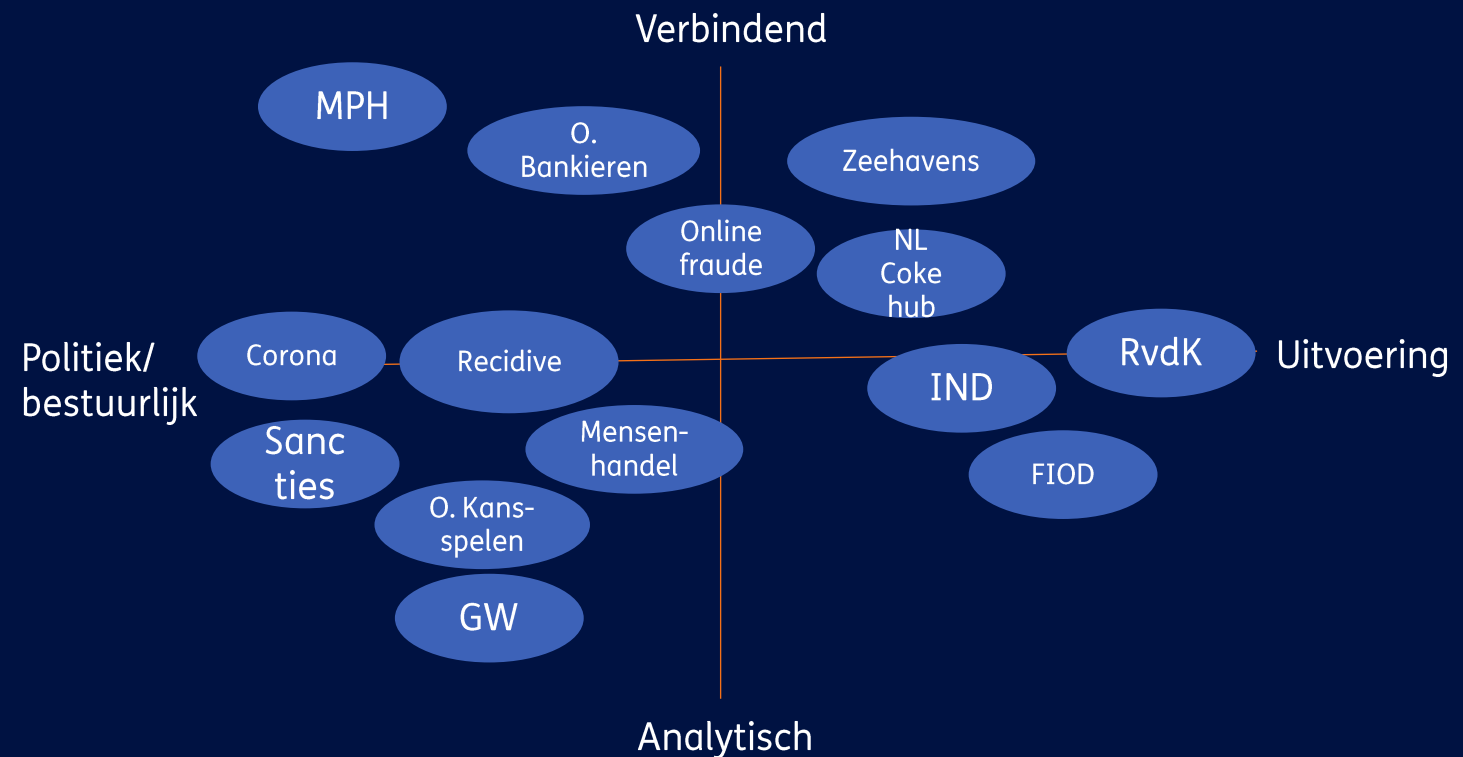 Verbindend
MPH
O.
Bankieren
Zeehavens
Online
fraude
NL
Coke
hub
Politiek/
bestuurlijk
Corona
Recidive
RvdK
Uitvoering
IND
Mensen-
handel
Sanc
ties
FIOD
O. Kans-
spelen
GW
Analytisch